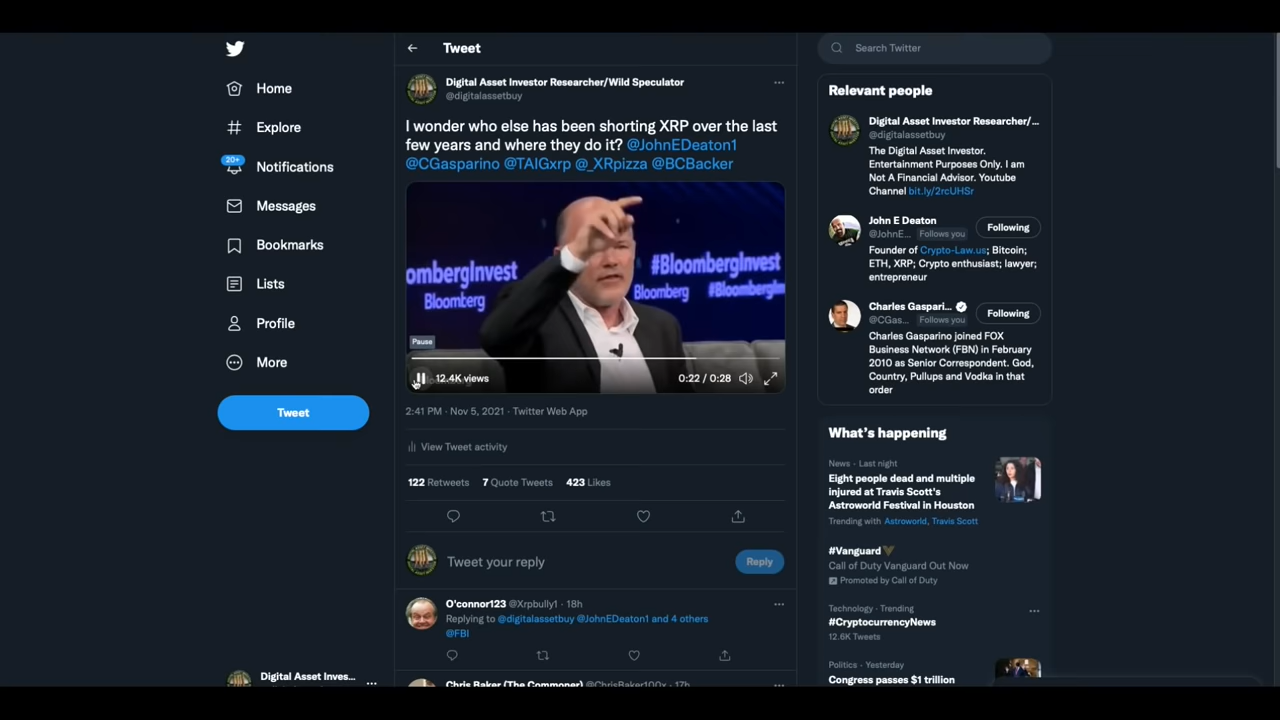 Home
Explore
20+
Notifications
Messages
Bookmarks
Lists
Profile
More
Tweet
Digital Asset Inves...
Tweet
Digital Asset Investor Researcher/Wild Speculator
@digitalassetbuy
I wonder who else has been shorting XRP over the last
few years and where they do it? @JohnEDeaton1
@CGasparino @TAIGxrp @_XRpizza @BCBacker
oombergInvest
Bloomberg
#BloombergInvest
Bloomberg
#BloombergIn
Pause
12.4K views
0:22 / 0:28
2:41 PM · Nov 5, 2021 · Twitter Web App
View Tweet activity
122 Retweets 7 Quote Tweets 423 Likes
Tweet your reply
Reply
O'connor123 @Xrpbully1 · 18h
Replying to @digitalassetbuy @JohnEDeaton1 and 4 others
@FBI
Chris Baker (The Commoner) @ChrisBaker100x · 17h
Search Twitter
Relevant people
Digital Asset Investor Researcher/...
@digitalassetbuy
The Digital Asset Investor.
Entertainment Purposes Only. I am
Not A Financial Advisor. Youtube
Channel bit.ly/2rcUHSr
John E Deaton
@JohnE... Follows you
Following
Founder of Crypto-Law.us; Bitcoin;
ETH, XRP; Crypto enthusiast; lawyer;
entrepreneur
Charles Gaspari...
@CGas... Follows you
Following
Charles Gasparino joined FOX
Business Network (FBN) in February
2010 as Senior Correspondent. God,
Country, Pullups and Vodka in that
order
What's happening
News · Last night
Eight people dead and multiple
injured at Travis Scott's
Astroworld Festival in Houston
Trending with Astroworld, Travis Scott
#Vanguard
Call of Duty Vanguard Out Now
Promoted by Call of Duty
Technology · Trending
#CryptocurrencyNews
12.6K Tweets
Politics · Yesterday
Congress passes $1 trillion